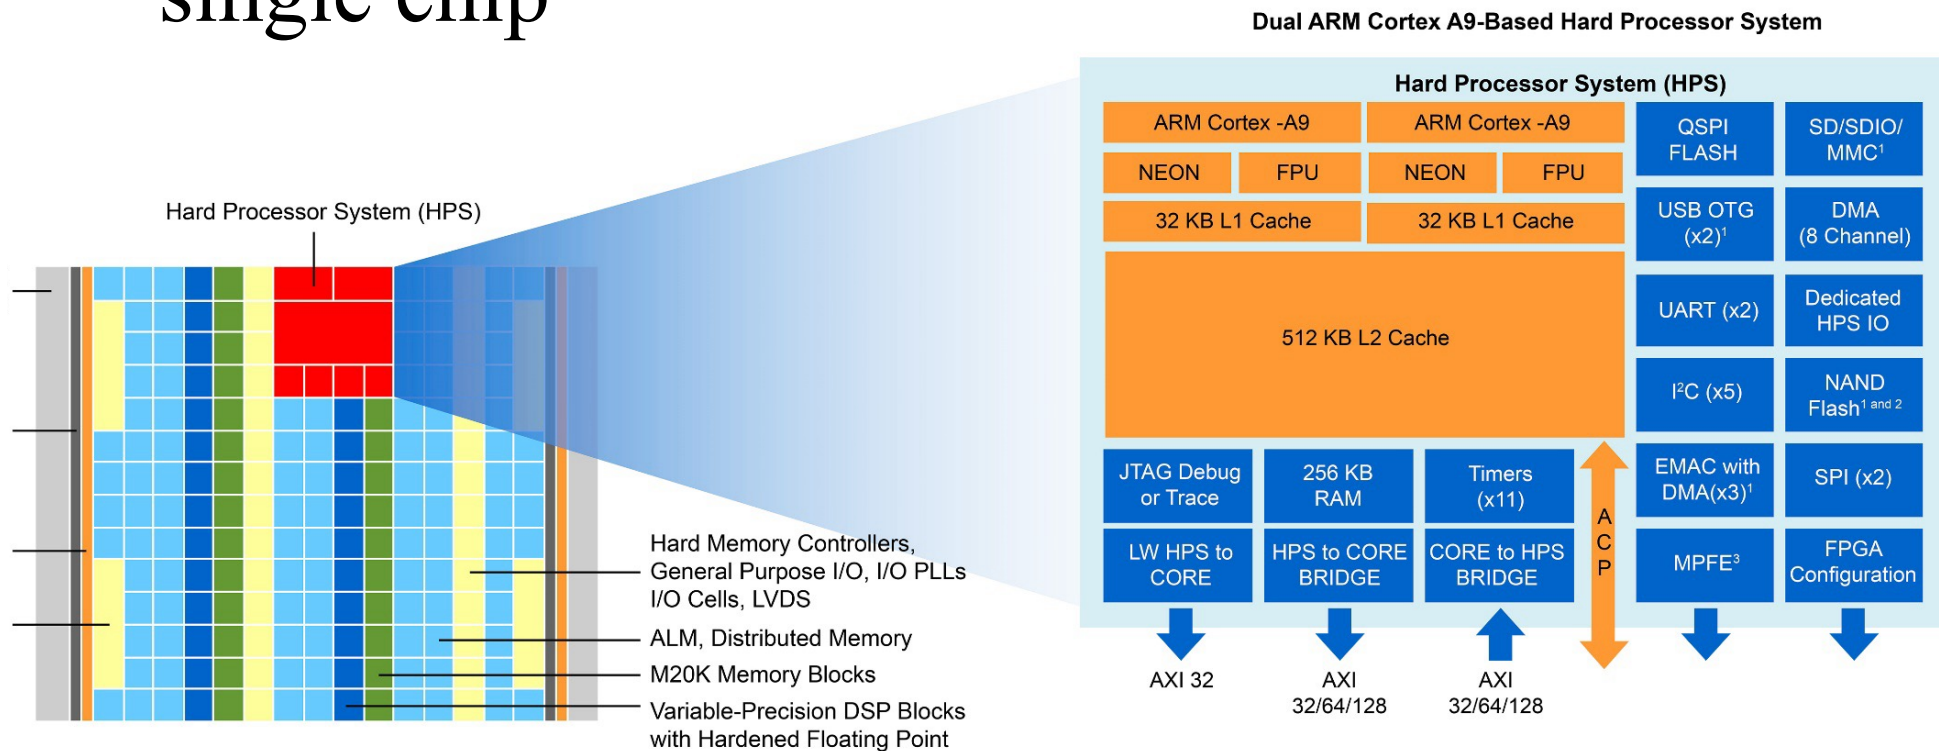 single chip
Dual ARM Cortex A9-Based Hard Processor System
Hard Processor System (HPS)
Hard Processor System (HPS)
ARM Cortex -A9
ARM Cortex -A9
NEON
FPU
NEON
FPU
32 KB L1 Cache
32 KB L1 Cache
512 KB L2 Cache
JTAG Debug
or Trace
256 KB
RAM
Timers
(x11)
LW HPS to
CORE
HPS to CORE
BRIDGE
CORE to HPS
BRIDGE
A
C
P
QSPI
FLASH
SD/SDIO/
MMC¹
USB OTG
(x2)¹
DMA
(8 Channel)
UART (x2)
Dedicated
HPS IO
I²C (x5)
NAND
Flash¹ ᵃⁿᵈ ²
EMAC with
DMA(x3)¹
SPI (x2)
MPFE³
FPGA
Configuration
AXI 32
AXI
32/64/128
AXI
32/64/128
Hard Memory Controllers,
General Purpose I/O, I/O PLLs
I/O Cells, LVDS
ALM, Distributed Memory
M20K Memory Blocks
Variable-Precision DSP Blocks
with Hardened Floating Point